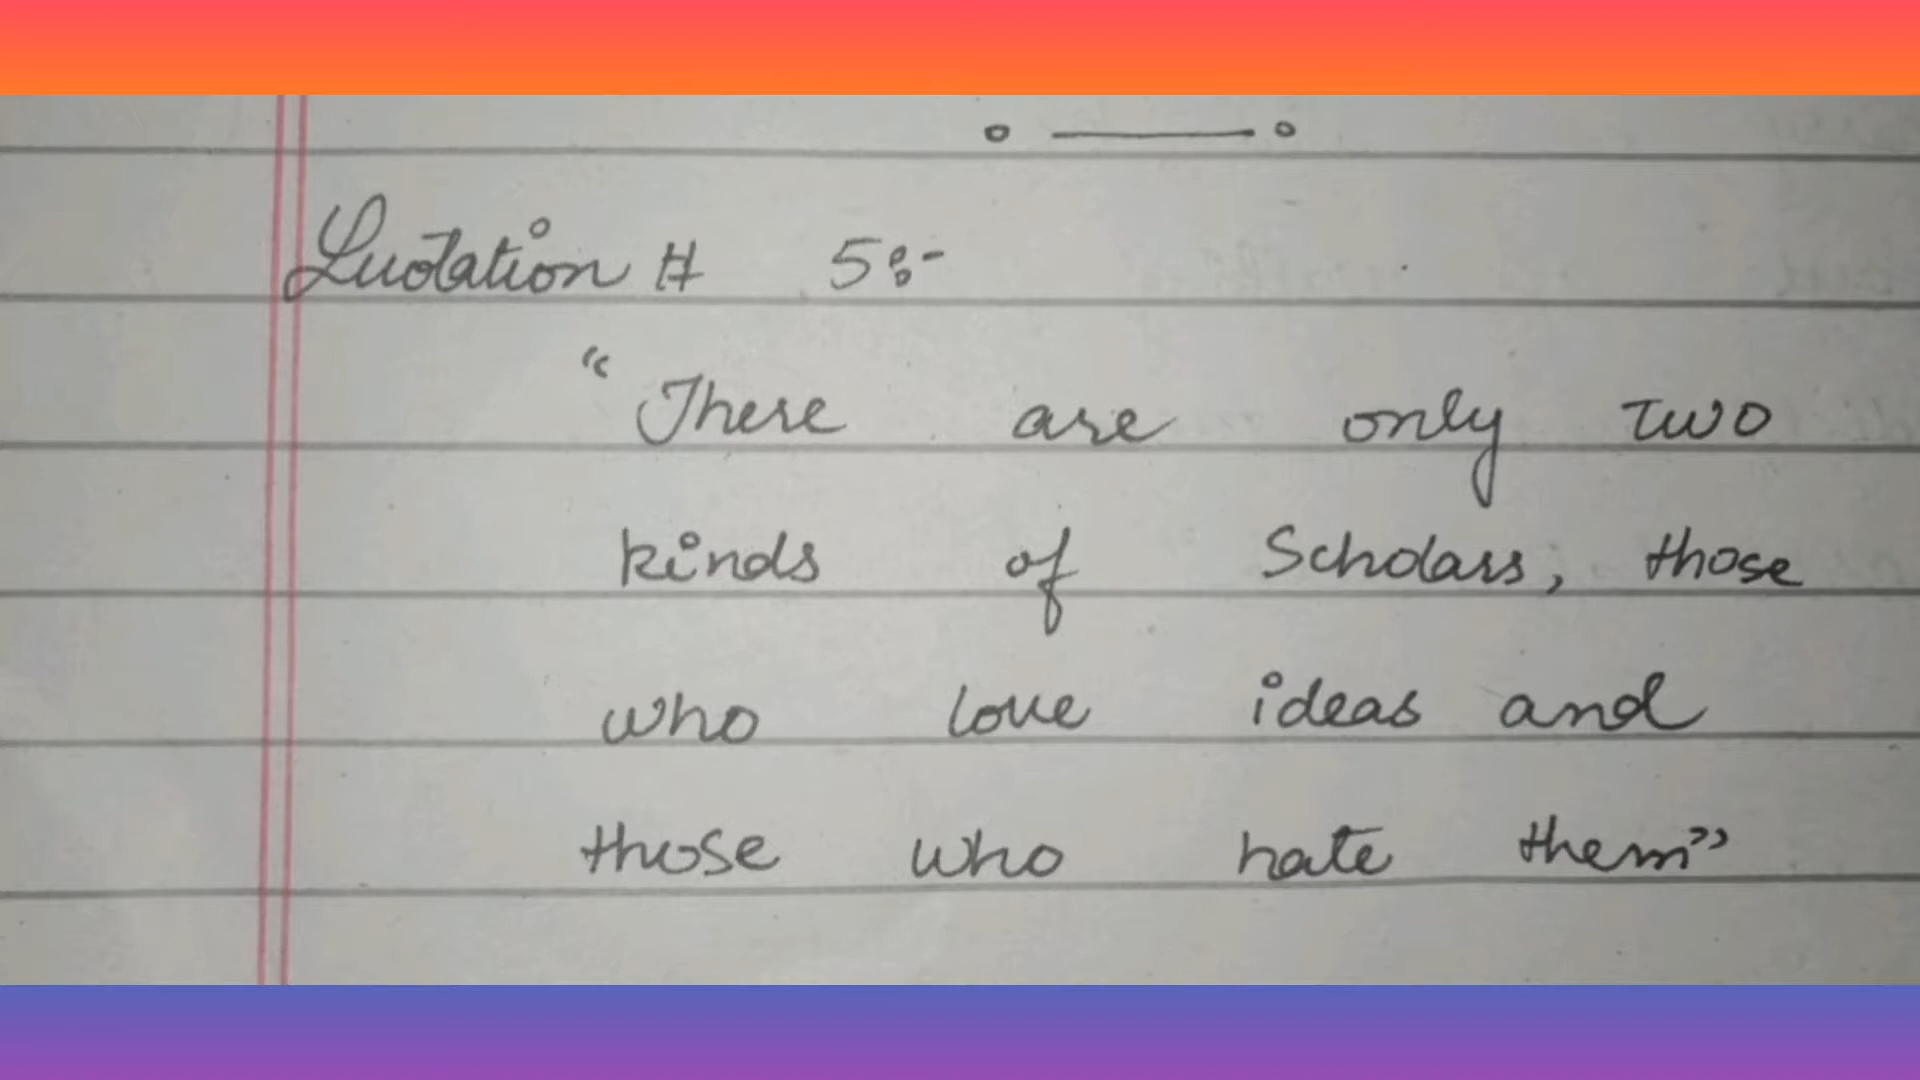 Quotation # 5:-
“There are only two
kinds of Scholars, those
who love ideas and
those who hate them”